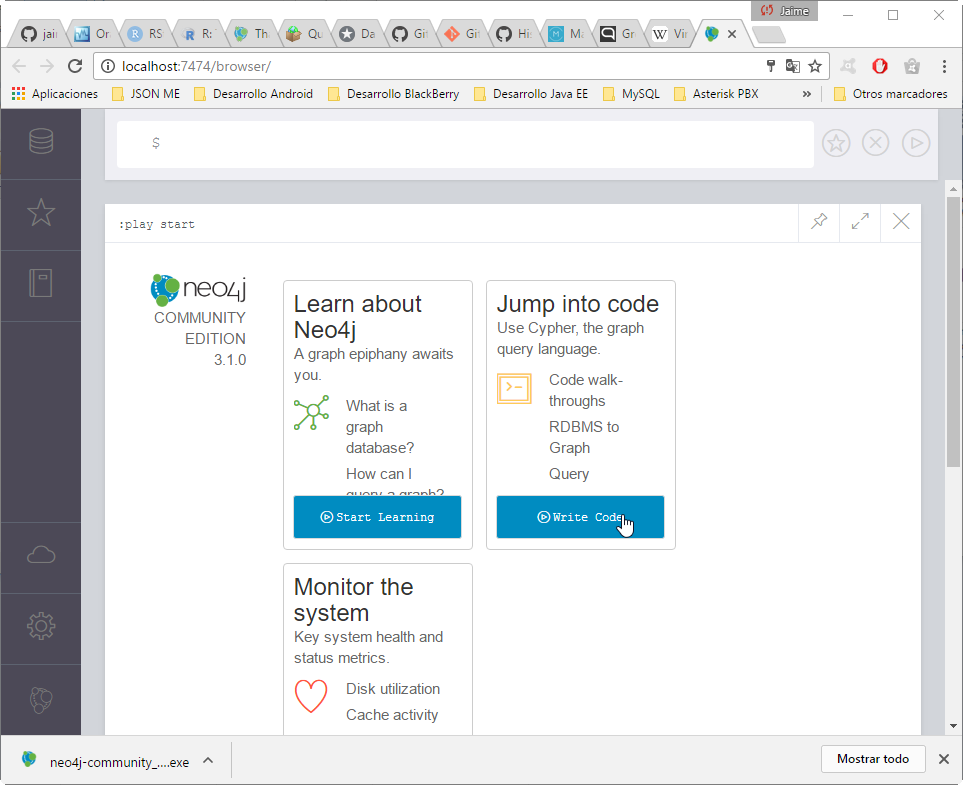 Jaime
jai
Or
RS
R:
Th
Qu
Da
Git
Git
His
Ma
Gr
Vir
localhost:7474/browser/
Aplicaciones JSON ME Desarrollo Android Desarrollo BlackBerry Desarrollo Java EE MySQL Asterisk PBX » Otros marcadores
$
:play start
neo4j
COMMUNITY
EDITION
3.1.0
Learn about
Neo4j
A graph epiphany awaits
you.
What is a
graph
database?
How can I
query a graph?
Start Learning
Jump into code
Use Cypher, the graph
query language.
Code walk-
throughs
RDBMS to
Graph
Query
Write Code
Monitor the
system
Key system health and
status metrics.
Disk utilization
Cache activity
neo4j-community_....exe
Mostrar todo